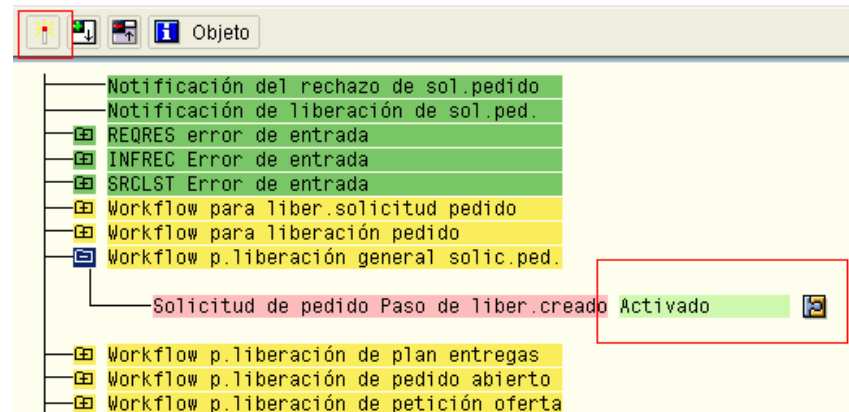 Objeto
Notificación del rechazo de sol.pedido
Notificación de liberación de sol.ped.
REQRES error de entrada
INFREC Error de entrada
SRCLST Error de entrada
Workflow para liber.solicitud pedido
Workflow para liberación pedido
Workflow p.liberación general solic.ped.
Solicitud de pedido Paso de liber.creado Activado
Workflow p.liberación de plan entregas
Workflow p.liberación de pedido abierto
Workflow p.liberación de petición oferta